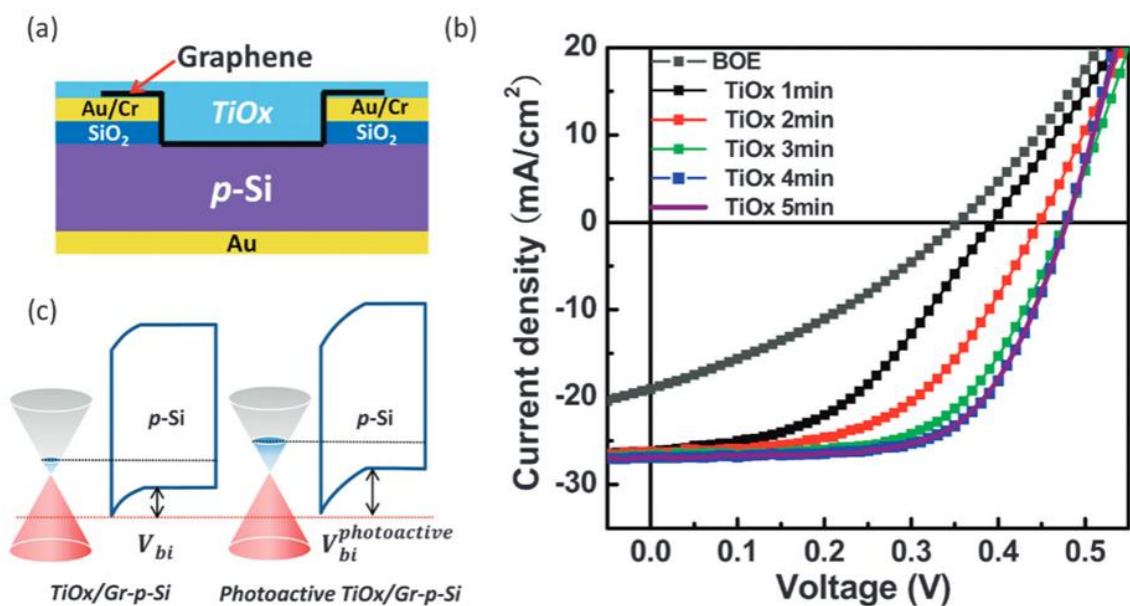 (a)
Graphene
Au/Cr
TiOx
Au/Cr
SiO₂
SiO₂
p-Si
Au
(b)
Current density (mA/cm²)
20
10
0
-10
-20
-30
BOE
TiOx 1min
TiOx 2min
TiOx 3min
TiOx 4min
TiOx 5min
0.0 0.1 0.2 0.3 0.4 0.5
Voltage (V)
(c)
p-Si
p-Si
V_bi
V_bi^photoactive
TiOx/Gr-p-Si
Photoactive TiOx/Gr-p-Si